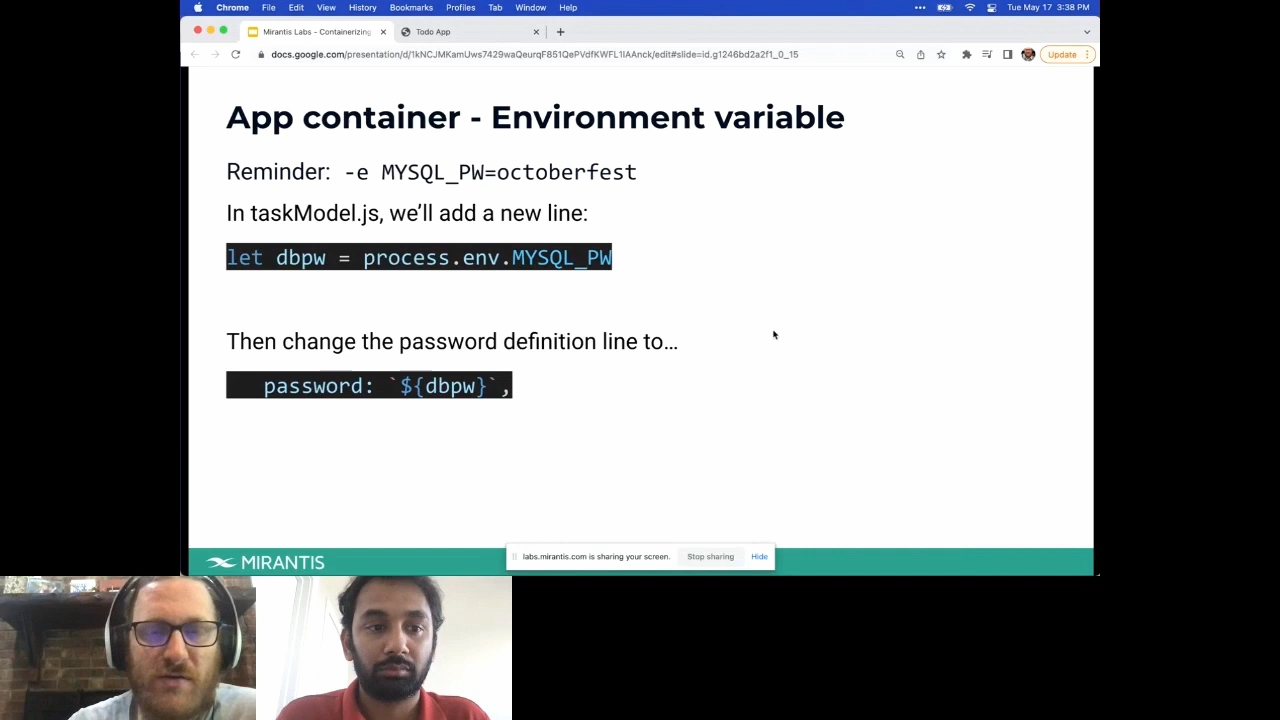 Chrome File Edit View History Bookmarks Profiles Tab Window Help Tue May 17 3:38 PM
Mirantis Labs - Containerizing Todo App
docs.google.com/presentation/d/1kNCJMKamUws7429waQeurqF851QePVdfKWFL1lAAnck/edit#slide=id.g1246bd2a2f1_0_15 Update
App container - Environment variable
Reminder: -e MYSQL_PW=octoberfest
In taskModel.js, we’ll add a new line:
let dbpw = process.env.MYSQL_PW
Then change the password definition line to…
password: `${dbpw}`,
labs.mirantis.com is sharing your screen. Stop sharing Hide
MIRANTIS